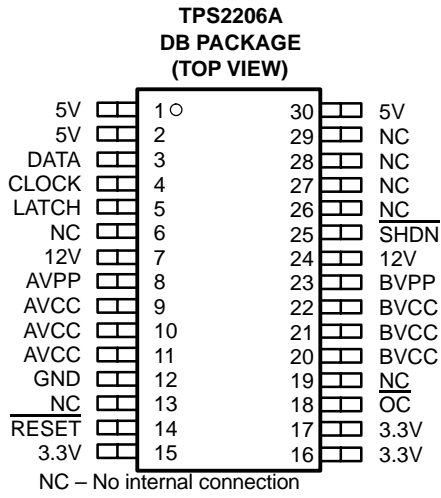 TPS2206A
DB PACKAGE
(TOP VIEW)
5V 1 30 5V
5V 2 29 NC
DATA 3 28 NC
CLOCK 4 27 NC
LATCH 5 26 NC
NC 6 25 SHDN
12V 7 24 12V
AVPP 8 23 BVPP
AVCC 9 22 BVCC
AVCC 10 21 BVCC
AVCC 11 20 BVCC
GND 12 19 NC
NC 13 18 OC
RESET 14 17 3.3V
3.3V 15 16 3.3V
NC – No internal connection